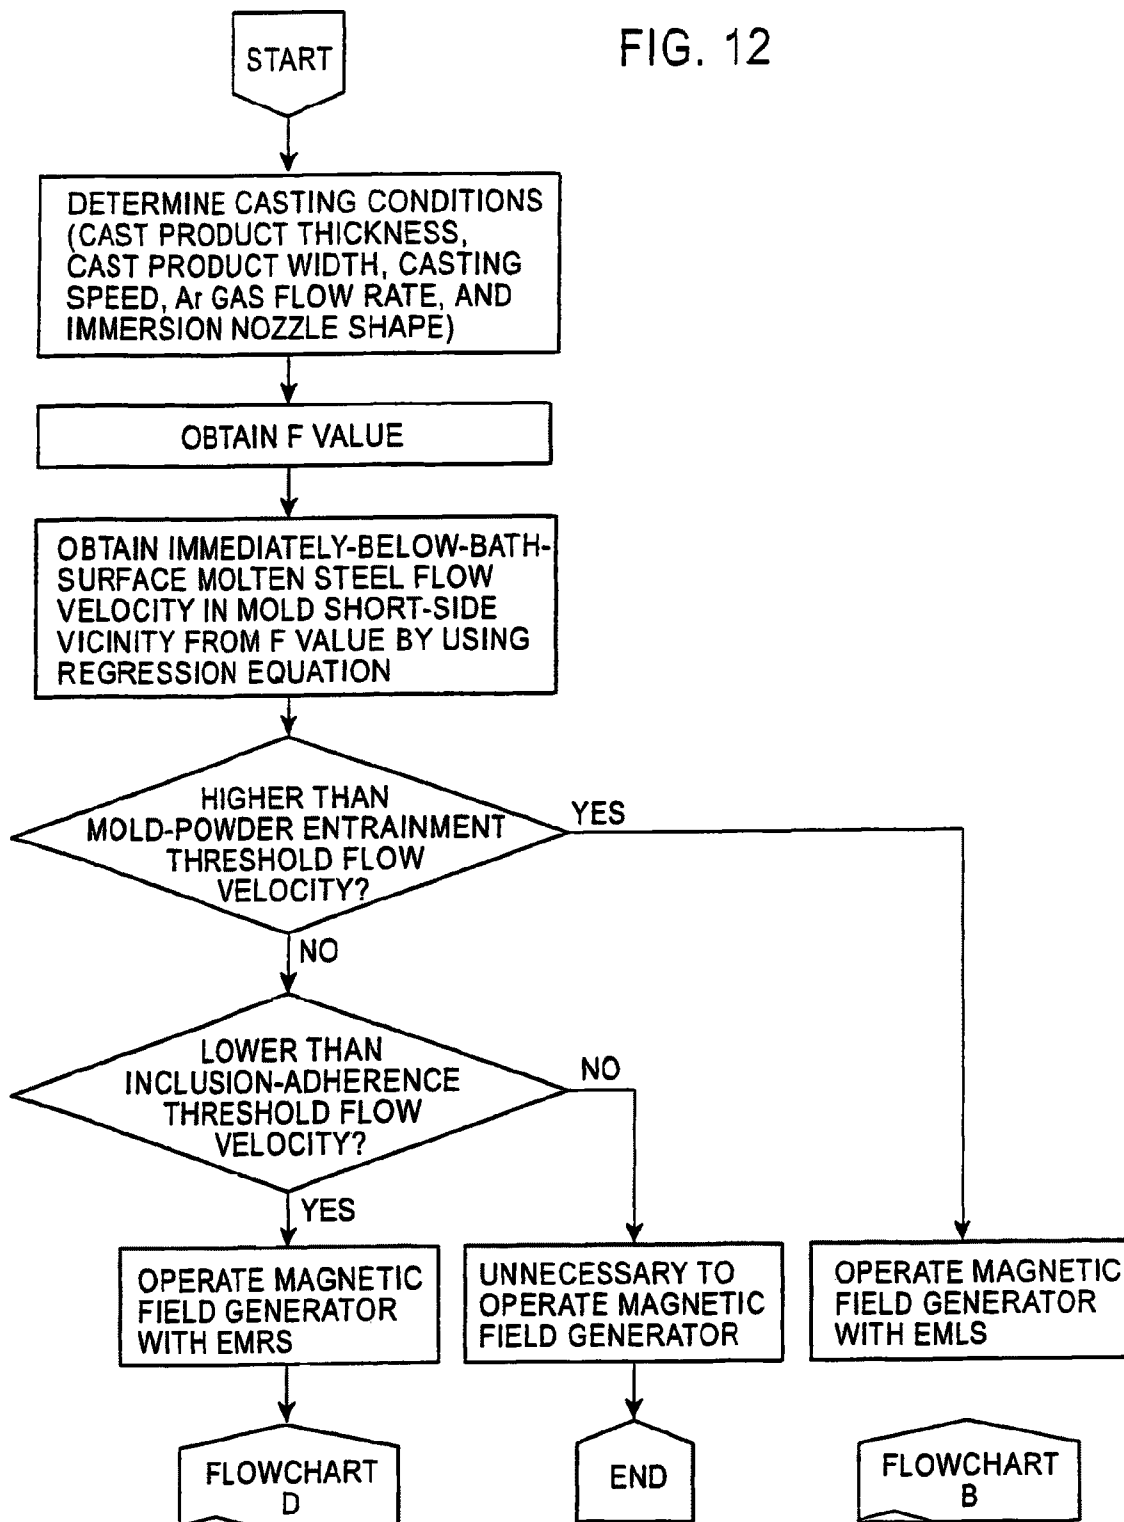 FIG. 12
START
DETERMINE CASTING CONDITIONS
(CAST PRODUCT THICKNESS,
CAST PRODUCT WIDTH, CASTING
SPEED, Ar GAS FLOW RATE, AND
IMMERSION NOZZLE SHAPE)
OBTAIN F VALUE
OBTAIN IMMEDIATELY-BELOW-BATH-
SURFACE MOLTEN STEEL FLOW
VELOCITY IN MOLD SHORT-SIDE
VICINITY FROM F VALUE BY USING
REGRESSION EQUATION
HIGHER THAN
MOLD-POWDER ENTRAINMENT
THRESHOLD FLOW
VELOCITY?
YES
NO
LOWER THAN
INCLUSION-ADHERENCE
THRESHOLD FLOW
VELOCITY?
NO
YES
OPERATE MAGNETIC
FIELD GENERATOR
WITH EMRS
UNNECESSARY TO
OPERATE MAGNETIC
FIELD GENERATOR
OPERATE MAGNETIC
FIELD GENERATOR
WITH EMLS
FLOWCHART
D
END
FLOWCHART
B